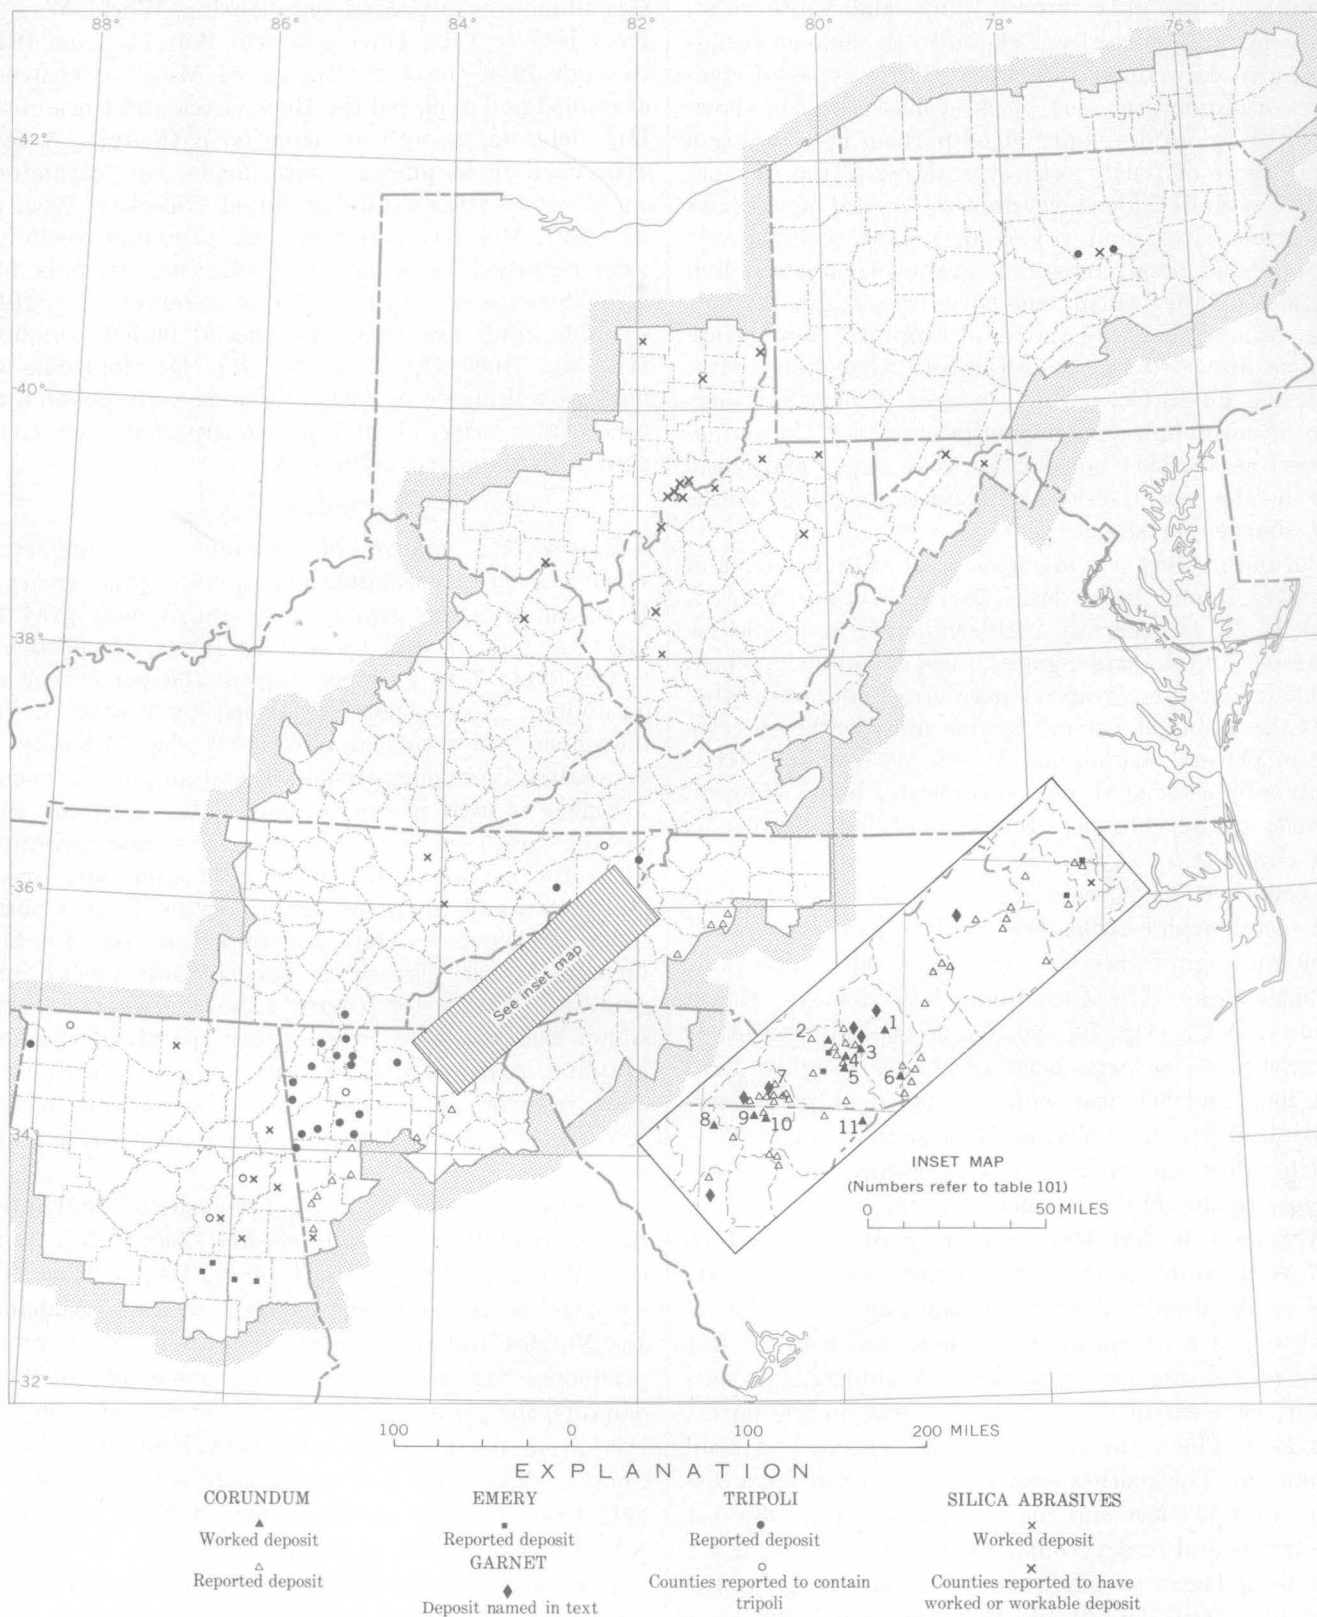 88°
86°
84°
82°
80°
78°
76°
42°
40°
38°
36°
34°
32°
See inset map
1
2
3
4
5
6
7
8
9
10
11
INSET MAP
(Numbers refer to table 101)
0 50 MILES
100 0 100 200 MILES
EXPLANATION
CORUNDUM
Worked deposit
Reported deposit
EMERY
Reported deposit
GARNET
Deposit named in text
TRIPOLI
Reported deposit
Counties reported to contain
tripoli
SILICA ABRASIVES
Worked deposit
Counties reported to have
worked or workable deposit